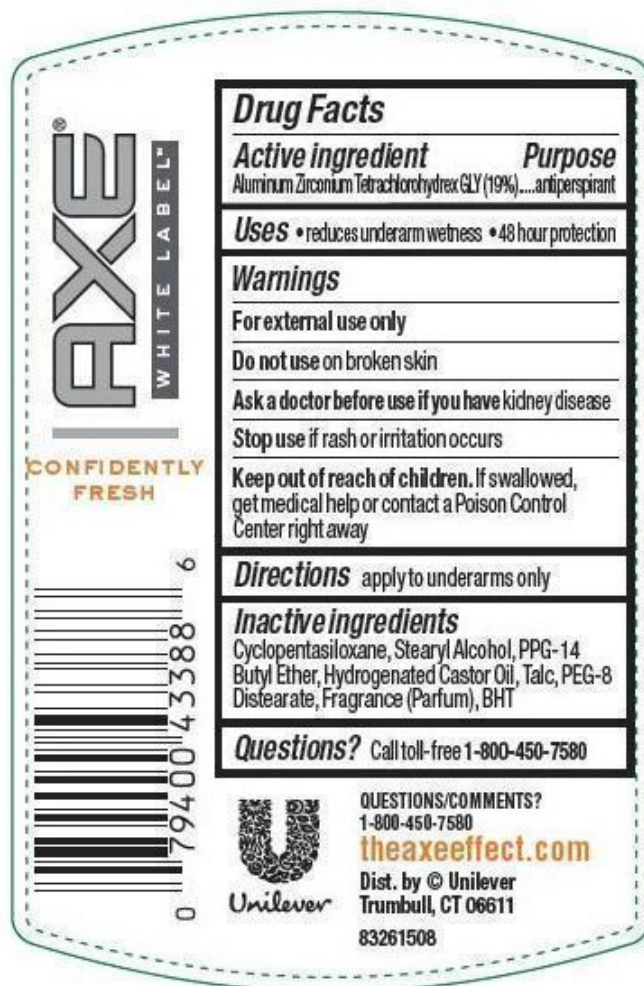 AXE®
WHITE LABEL™
CONFIDENTLY
FRESH
0 79400 43388 6
Drug Facts
Active ingredient Purpose
Aluminum Zirconium Tetrachlorohydrex GLY (19%)....antiperspirant
Uses • reduces underarm wetness • 48 hour protection
Warnings
For external use only
Do not use on broken skin
Ask a doctor before use if you have kidney disease
Stop use if rash or irritation occurs
Keep out of reach of children. If swallowed,
get medical help or contact a Poison Control
Center right away
Directions apply to underarms only
Inactive ingredients
Cyclopentasiloxane, Stearyl Alcohol, PPG-14
Butyl Ether, Hydrogenated Castor Oil, Talc, PEG-8
Distearate, Fragrance (Parfum), BHT
Questions? Call toll-free 1-800-450-7580
Unilever
QUESTIONS/COMMENTS?
1-800-450-7580
theaxeeffect.com
Dist. by © Unilever
Trumbull, CT 06611
83261508